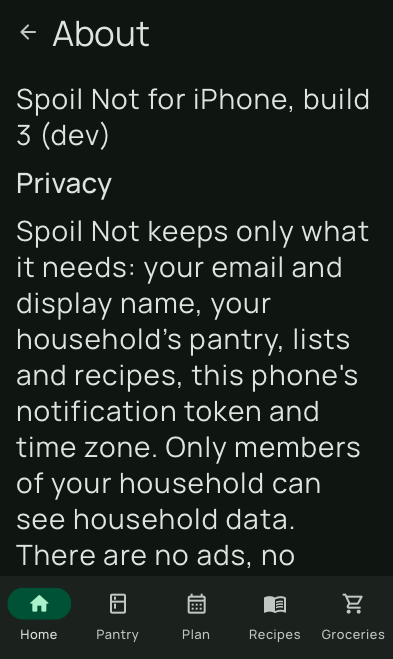 About
Spoil Not for iPhone, build
3 (dev)
Privacy
Spoil Not keeps only what
it needs: your email and
display name, your
household's pantry, lists
and recipes, this phone's
notification token and
time zone. Only members
of your household can
see household data.
There are no ads, no
Home Pantry Plan Recipes Groceries